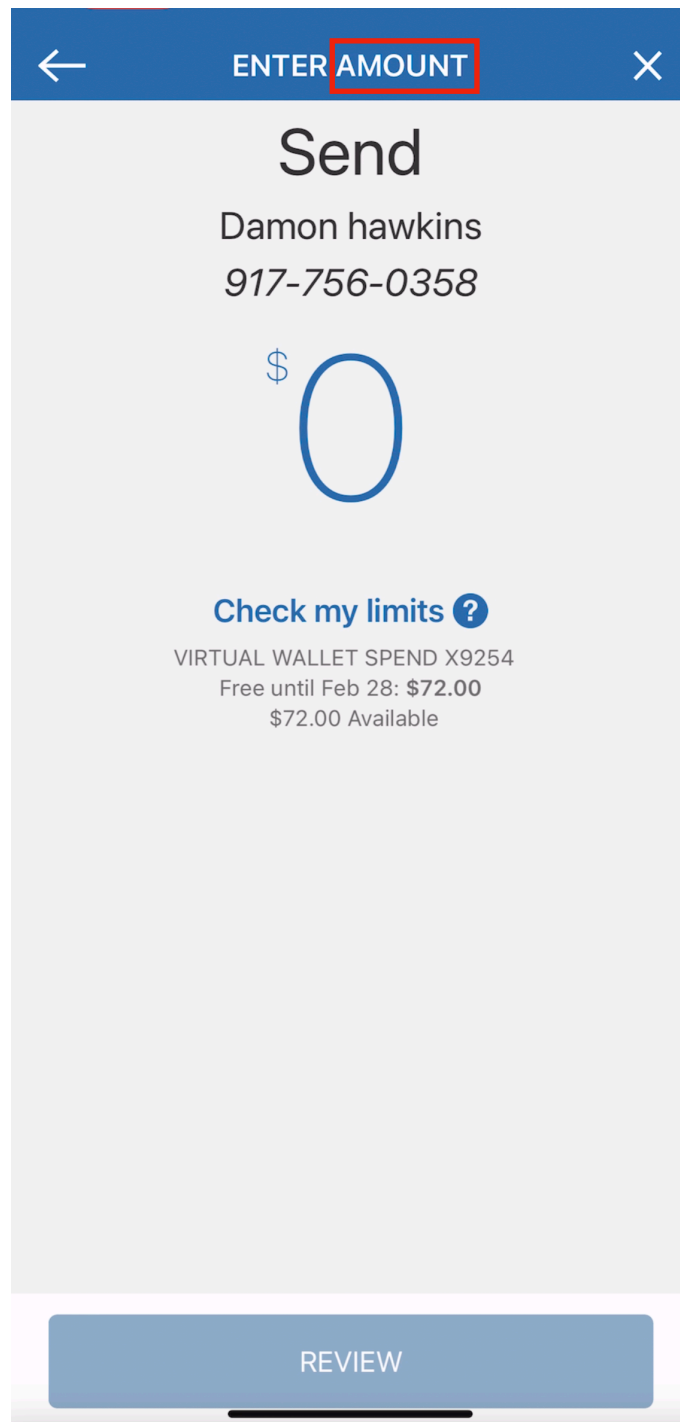 ENTER AMOUNT
Send
Damon hawkins
917-756-0358
$0
Check my limits ?
VIRTUAL WALLET SPEND X9254
Free until Feb 28: $72.00
$72.00 Available
REVIEW